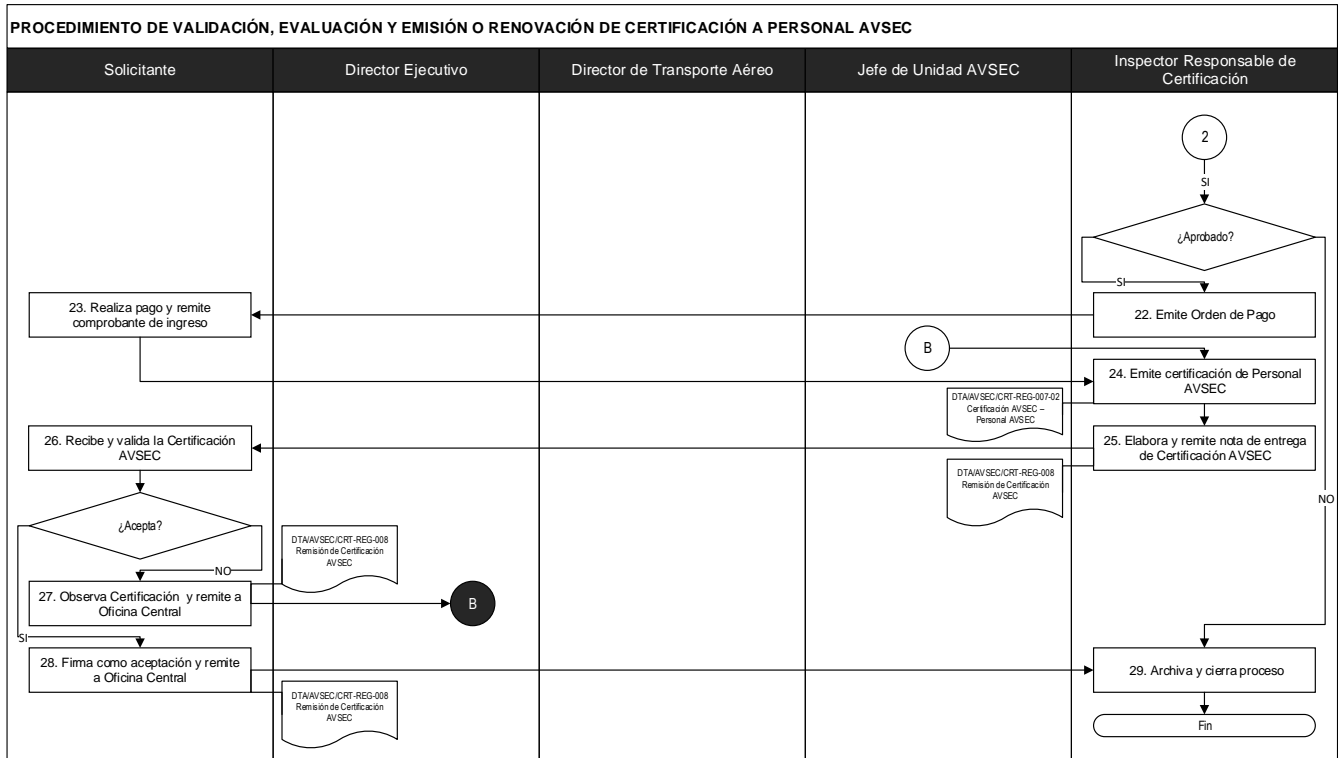 PROCEDIMIENTO DE VALIDACIÓN, EVALUACIÓN Y EMISIÓN O RENOVACIÓN DE CERTIFICACIÓN A PERSONAL AVSEC
Solicitante
Director Ejecutivo
Director de Transporte Aéreo
Jefe de Unidad AVSEC
Inspector Responsable de
Certificación
2
SI
¿Aprobado?
SI
23. Realiza pago y remite
comprobante de ingreso
22. Emite Orden de Pago
B
24. Emite certificación de Personal
AVSEC
DTA/AVSEC/CRT-REG-007-02
Certificación AVSEC –
Personal AVSEC
26. Recibe y valida la Certificación
AVSEC
25. Elabora y remite nota de entrega
de Certificación AVSEC
DTA/AVSEC/CRT-REG-008
Remisión de Certificación
AVSEC
NO
¿Acepta?
DTA/AVSEC/CRT-REG-008
Remisión de Certificación
AVSEC
NO
27. Observa Certificación y remite a
Oficina Central
B
SI
28. Firma como aceptación y remite
a Oficina Central
29. Archiva y cierra proceso
DTA/AVSEC/CRT-REG-008
Remisión de Certificación
AVSEC
Fin